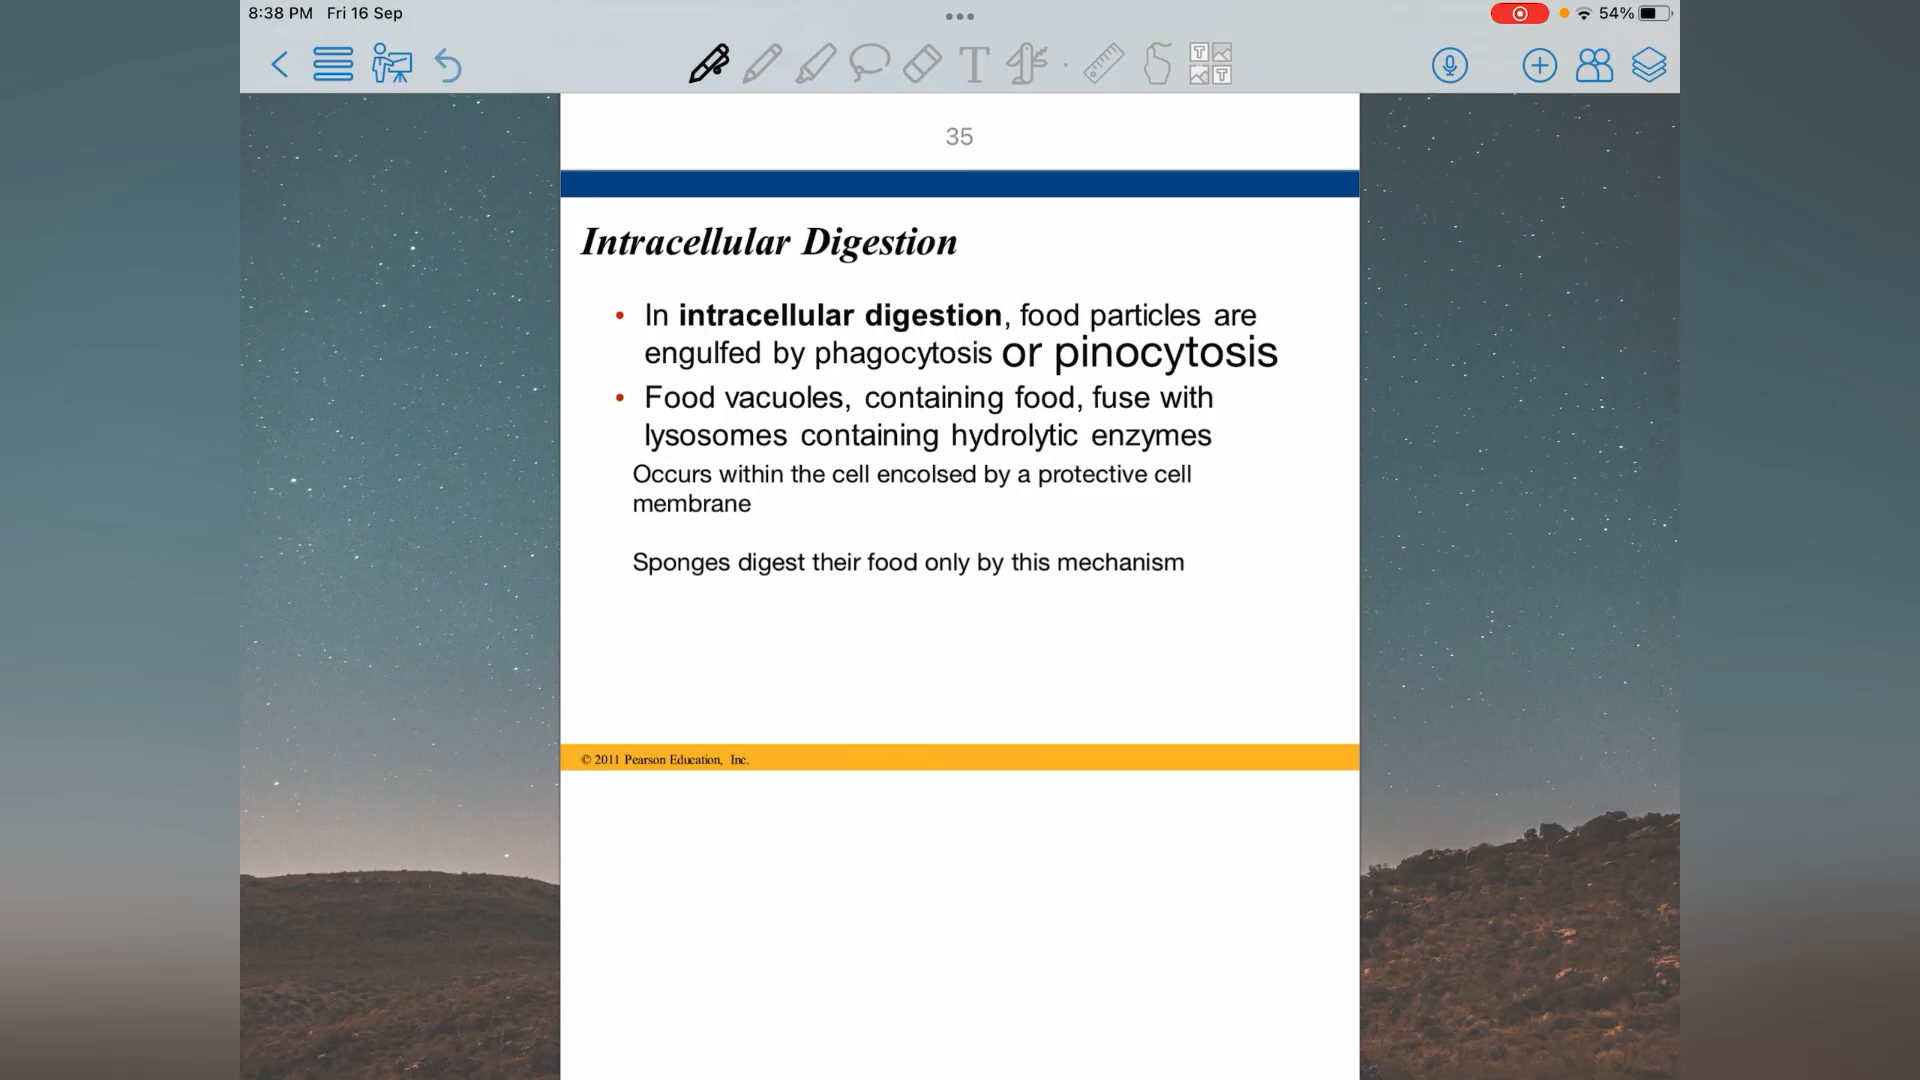 8:38 PM Fri 16 Sep
54%
35
Intracellular Digestion
• In intracellular digestion, food particles are
engulfed by phagocytosis or pinocytosis
• Food vacuoles, containing food, fuse with
lysosomes containing hydrolytic enzymes
Occurs within the cell encolsed by a protective cell
membrane
Sponges digest their food only by this mechanism
© 2011 Pearson Education, Inc.